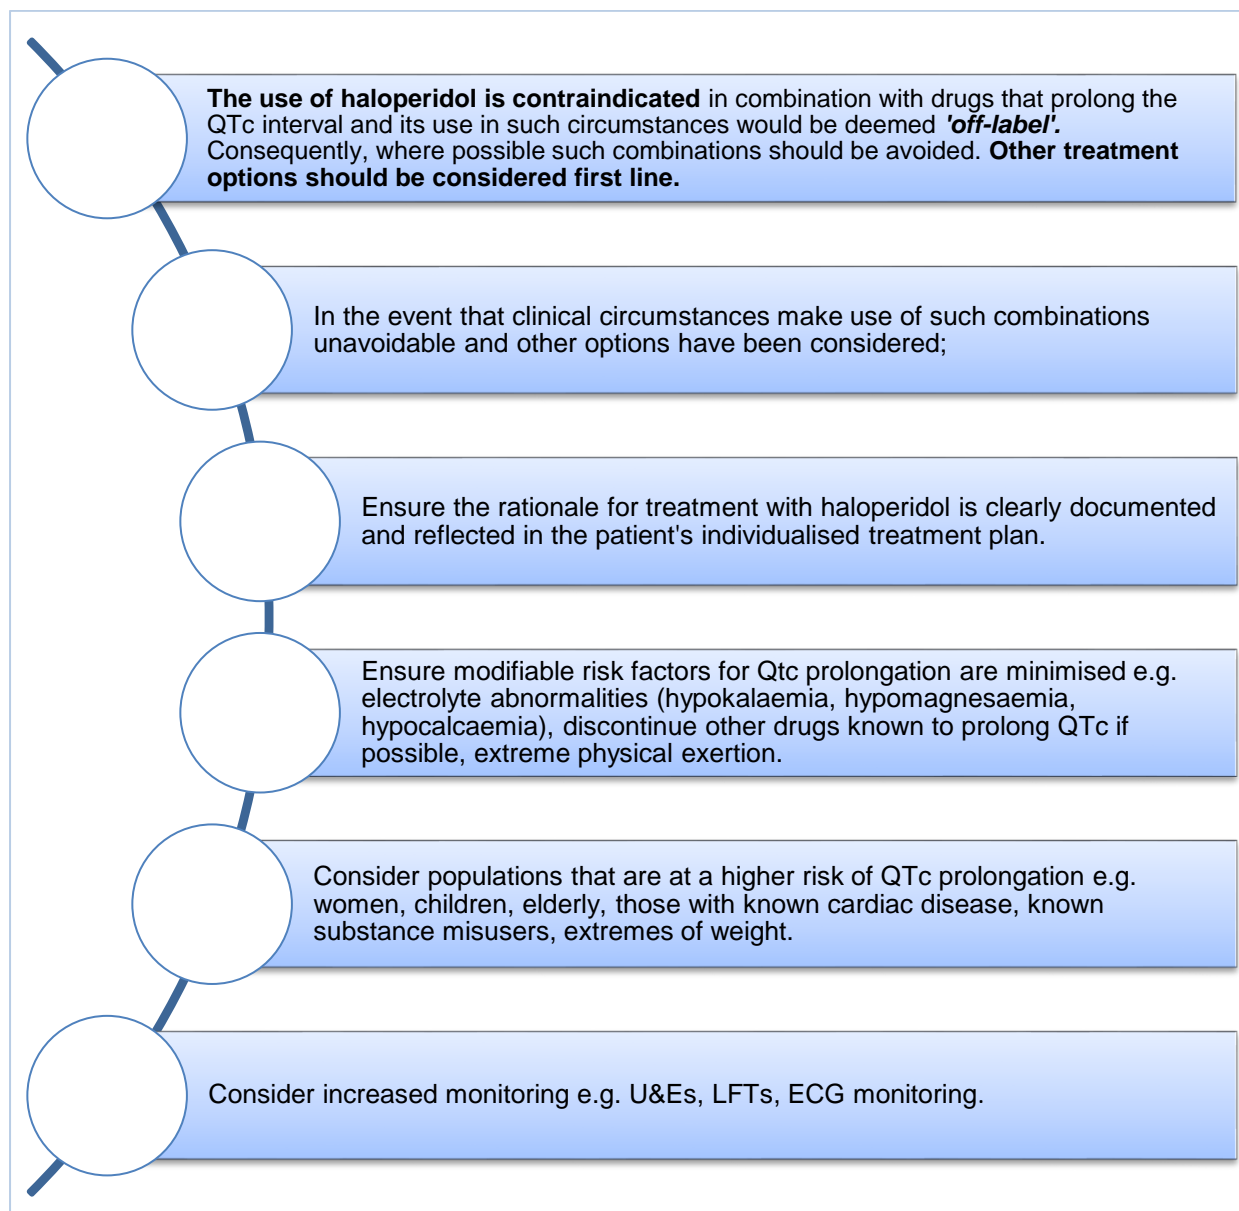 The use of haloperidol is contraindicated in combination with drugs that prolong the
QTc interval and its use in such circumstances would be deemed 'off-label'.
Consequently, where possible such combinations should be avoided. Other treatment
options should be considered first line.
In the event that clinical circumstances make use of such combinations
unavoidable and other options have been considered;
Ensure the rationale for treatment with haloperidol is clearly documented
and reflected in the patient's individualised treatment plan.
Ensure modifiable risk factors for Qtc prolongation are minimised e.g.
electrolyte abnormalities (hypokalaemia, hypomagnesaemia,
hypocalcaemia), discontinue other drugs known to prolong QTc if
possible, extreme physical exertion.
Consider populations that are at a higher risk of QTc prolongation e.g.
women, children, elderly, those with known cardiac disease, known
substance misusers, extremes of weight.
Consider increased monitoring e.g. U&Es, LFTs, ECG monitoring.